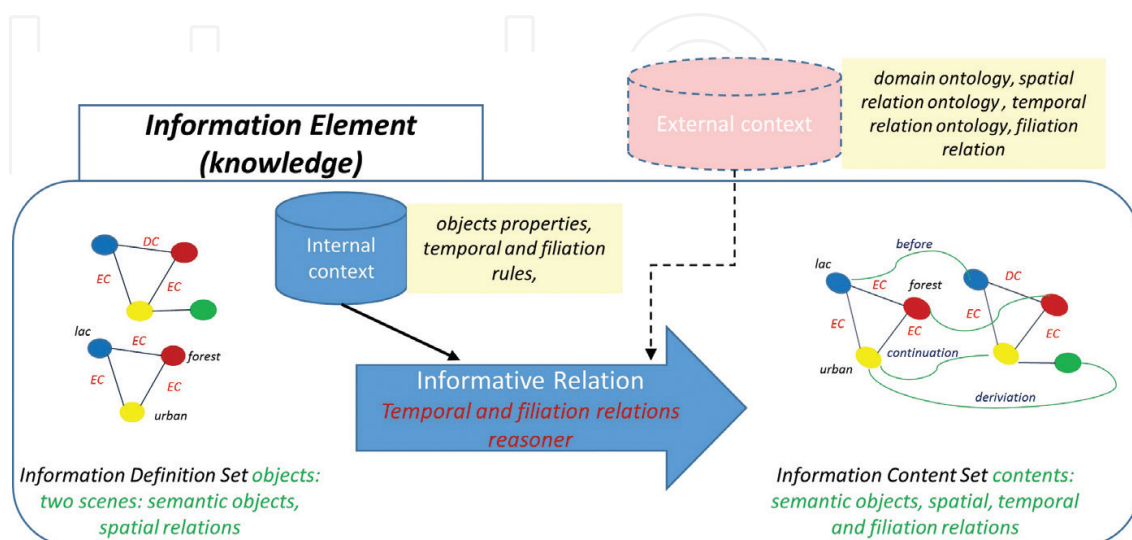 Information Element
(knowledge)
External context
domain ontology, spatial
relation ontology , temporal
relation ontology, filiation
relation
Internal
context
objects properties,
temporal and filiation
rules,
DC
EC
EC
lac
EC
forest
EC
EC
urban
Informative Relation
Temporal and filiation relations
reasoner
before
lac
EC
forest
DC
EC
EC
EC
EC
urban
continuation
deriviation
Information Definition Set objects:
two scenes: semantic objects,
spatial relations
Information Content Set contents:
semantic objects, spatial, temporal
and filiation relations